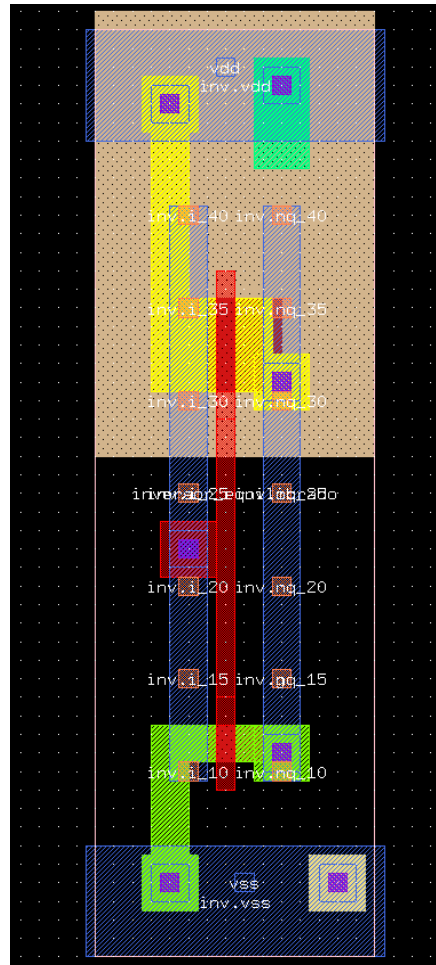 vdd
inv.vdd
inv.i_40 inv.nq_40
inv.i_35 inv.nq_35
inv.i_30 inv.nq_30
inv.i_20 inv.nq_20
inv.i_15 inv.nq_15
inv.i_10 inv.nq_10
vss
inv.vss